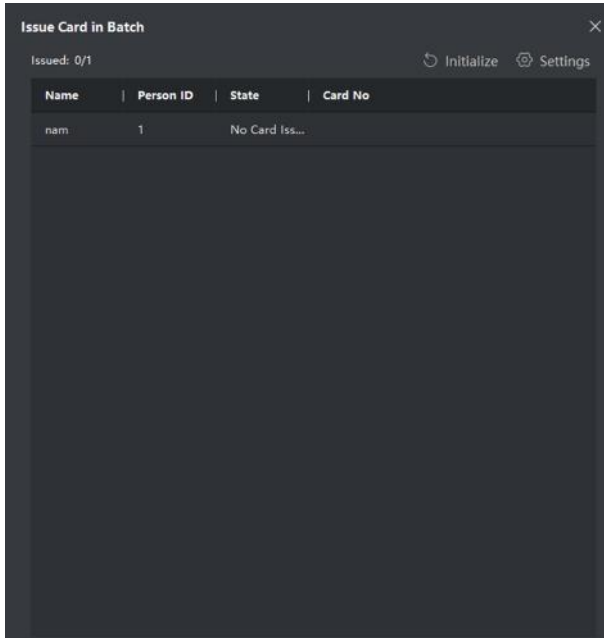 Issue Card in Batch
Issued: 0/1 Initialize Settings
Name | Person ID | State | Card No
nam 1 No Card Iss...